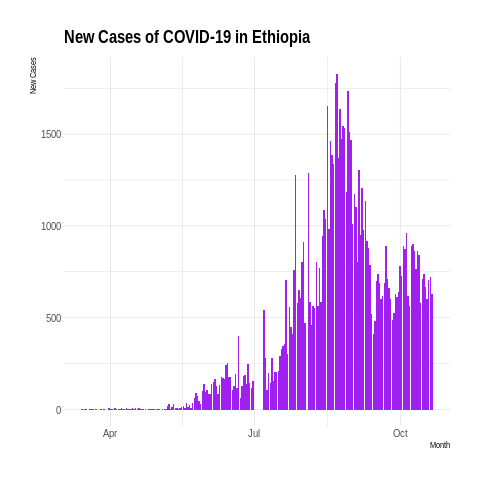 New Cases of COVID-19 in Ethiopia
New Cases
1500
1000
500
0
Apr Jul Oct
Month